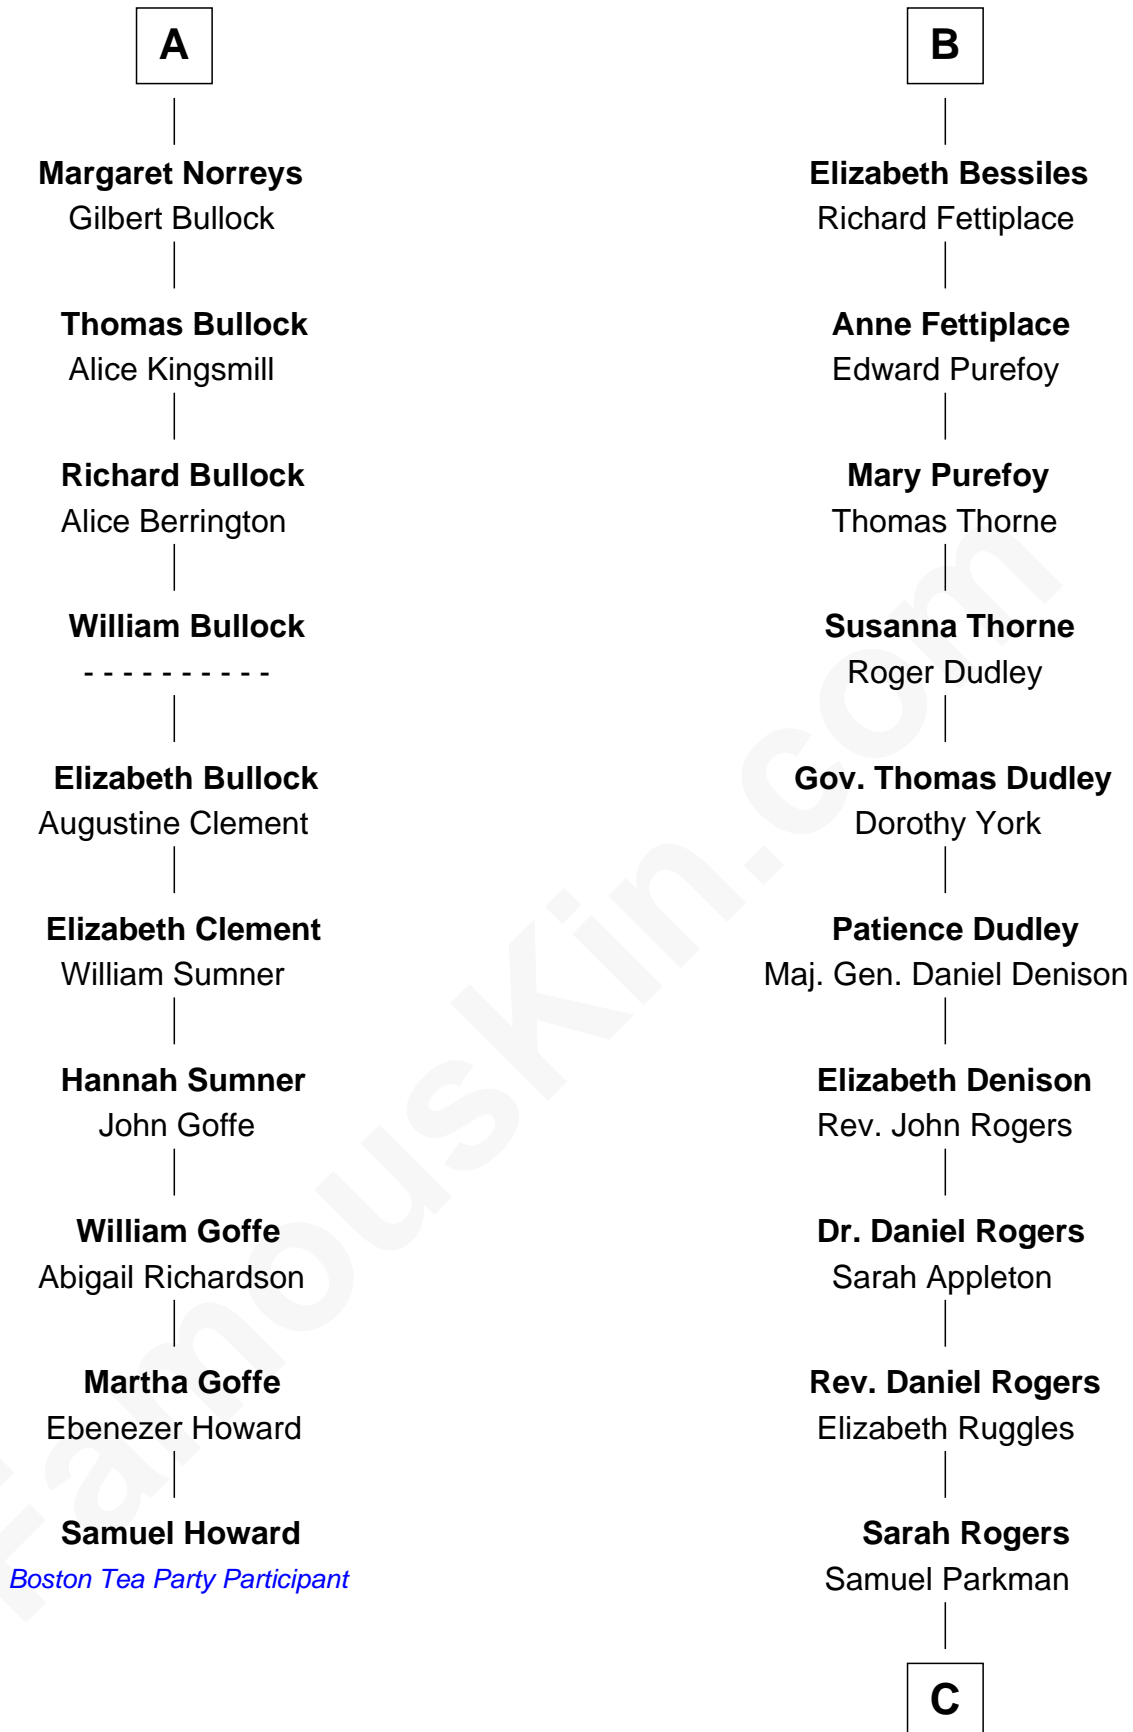 A
Margaret Norreys
Gilbert Bullock
Thomas Bullock
Alice Kingsmill
Richard Bullock
Alice Berrington
William Bullock
- - - - - - - - - -
Elizabeth Bullock
Augustine Clement
Elizabeth Clement
William Sumner
Hannah Sumner
John Goffe
William Goffe
Abigail Richardson
Martha Goffe
Ebenezer Howard
Samuel Howard
Boston Tea Party Participant
B
Elizabeth Bessiles
Richard Fettiplace
Anne Fettiplace
Edward Purefoy
Mary Purefoy
Thomas Thorne
Susanna Thorne
Roger Dudley
Gov. Thomas Dudley
Dorothy York
Patience Dudley
Maj. Gen. Daniel Denison
Elizabeth Denison
Rev. John Rogers
Dr. Daniel Rogers
Sarah Appleton
Rev. Daniel Rogers
Elizabeth Ruggles
Sarah Rogers
Samuel Parkman
C
FamousKin.com